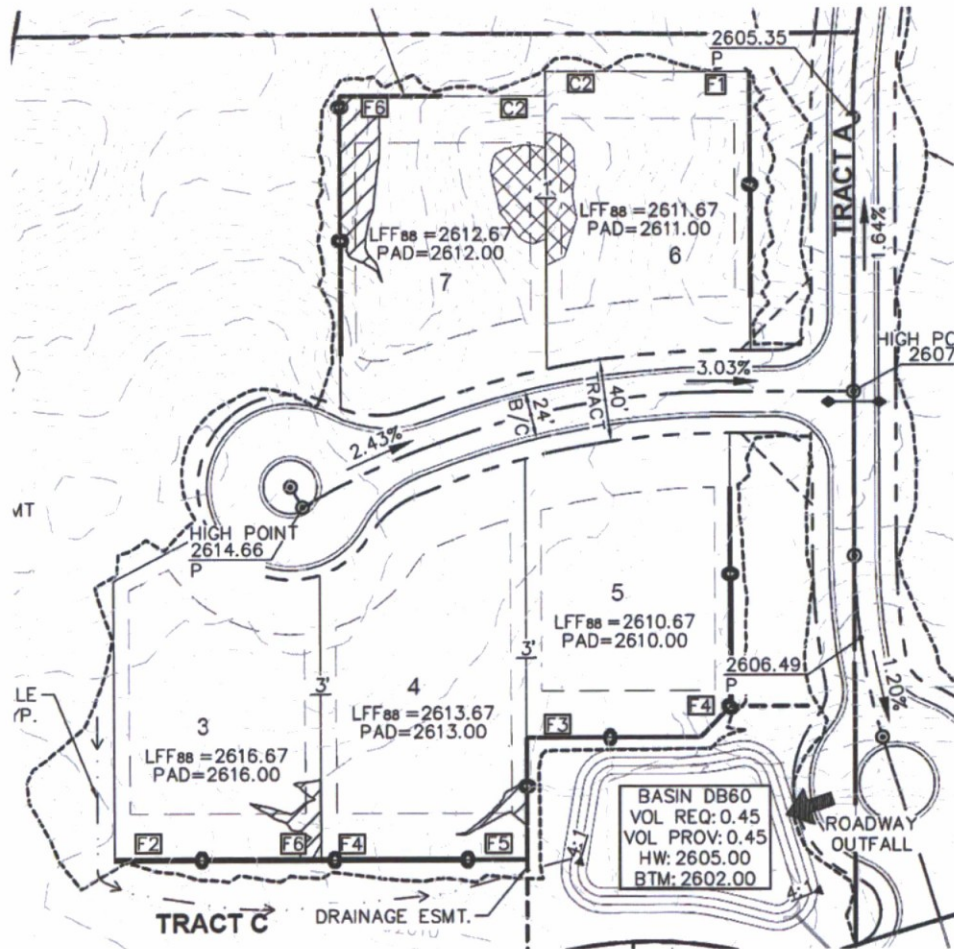 2605.35
P
TRACT A
1.64%
F6
C2
C2
F1
LFF88 = 2612.67
PAD=2612.00
7
1'
LFF88 = 2611.67
PAD=2611.00
6
HIGH PO
2607
3.03%
40'
TRACT
24'
B/C
2.43%
MT
HIGH POINT
2614.66
P
5
LFF88 = 2610.67
PAD=2610.00
3'
3'
2606.49
P
1.20%
LE
YP.
3
LFF88 = 2616.67
PAD=2616.00
4
LFF88 = 2613.67
PAD=2613.00
F3
F4
F2
F6
F4
F5
4:1
BASIN DB60
VOL REQ: 0.45
VOL PROV: 0.45
HW: 2605.00
BTM: 2602.00
4:1
ROADWAY
OUTFALL
TRACT C
DRAINAGE ESMT.